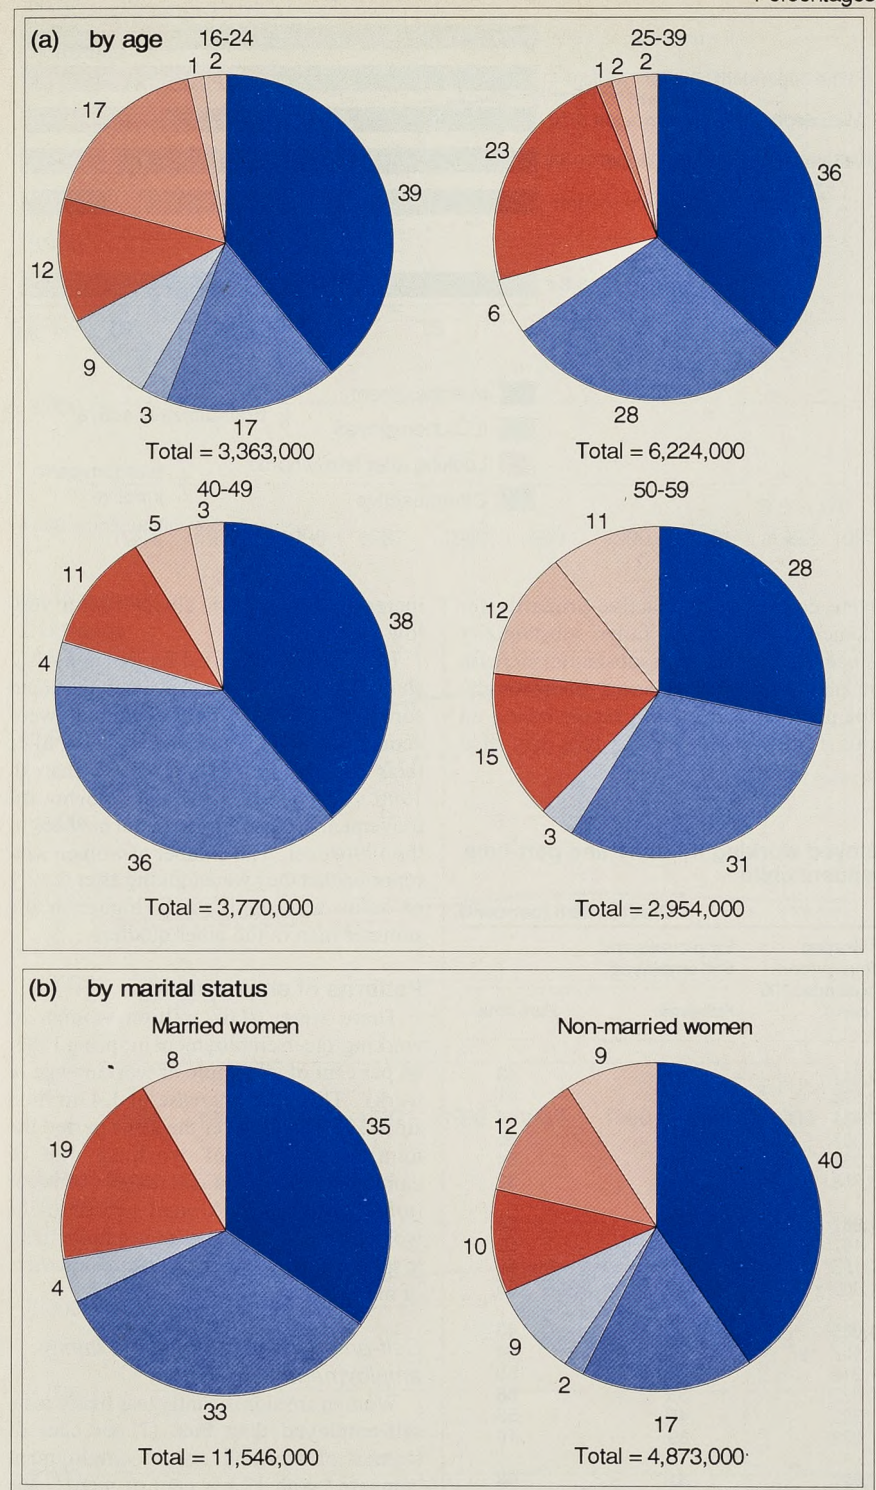 Percentages
(a) by age 16-24 25-39
1 2 1 2 2
17 39 12 9 3 17
23 36 6 28
Total = 3,363,000 Total = 6,224,000
40-49 50-59
5 3 11
11 38 4 36
12 28 15 3 31
Total = 3,770,000 Total = 2,954,000
(b) by marital status
Married women Non-married women
8 9
19 35 4 33
12 40 10 9 2 17
Total = 11,546,000 Total = 4,873,000